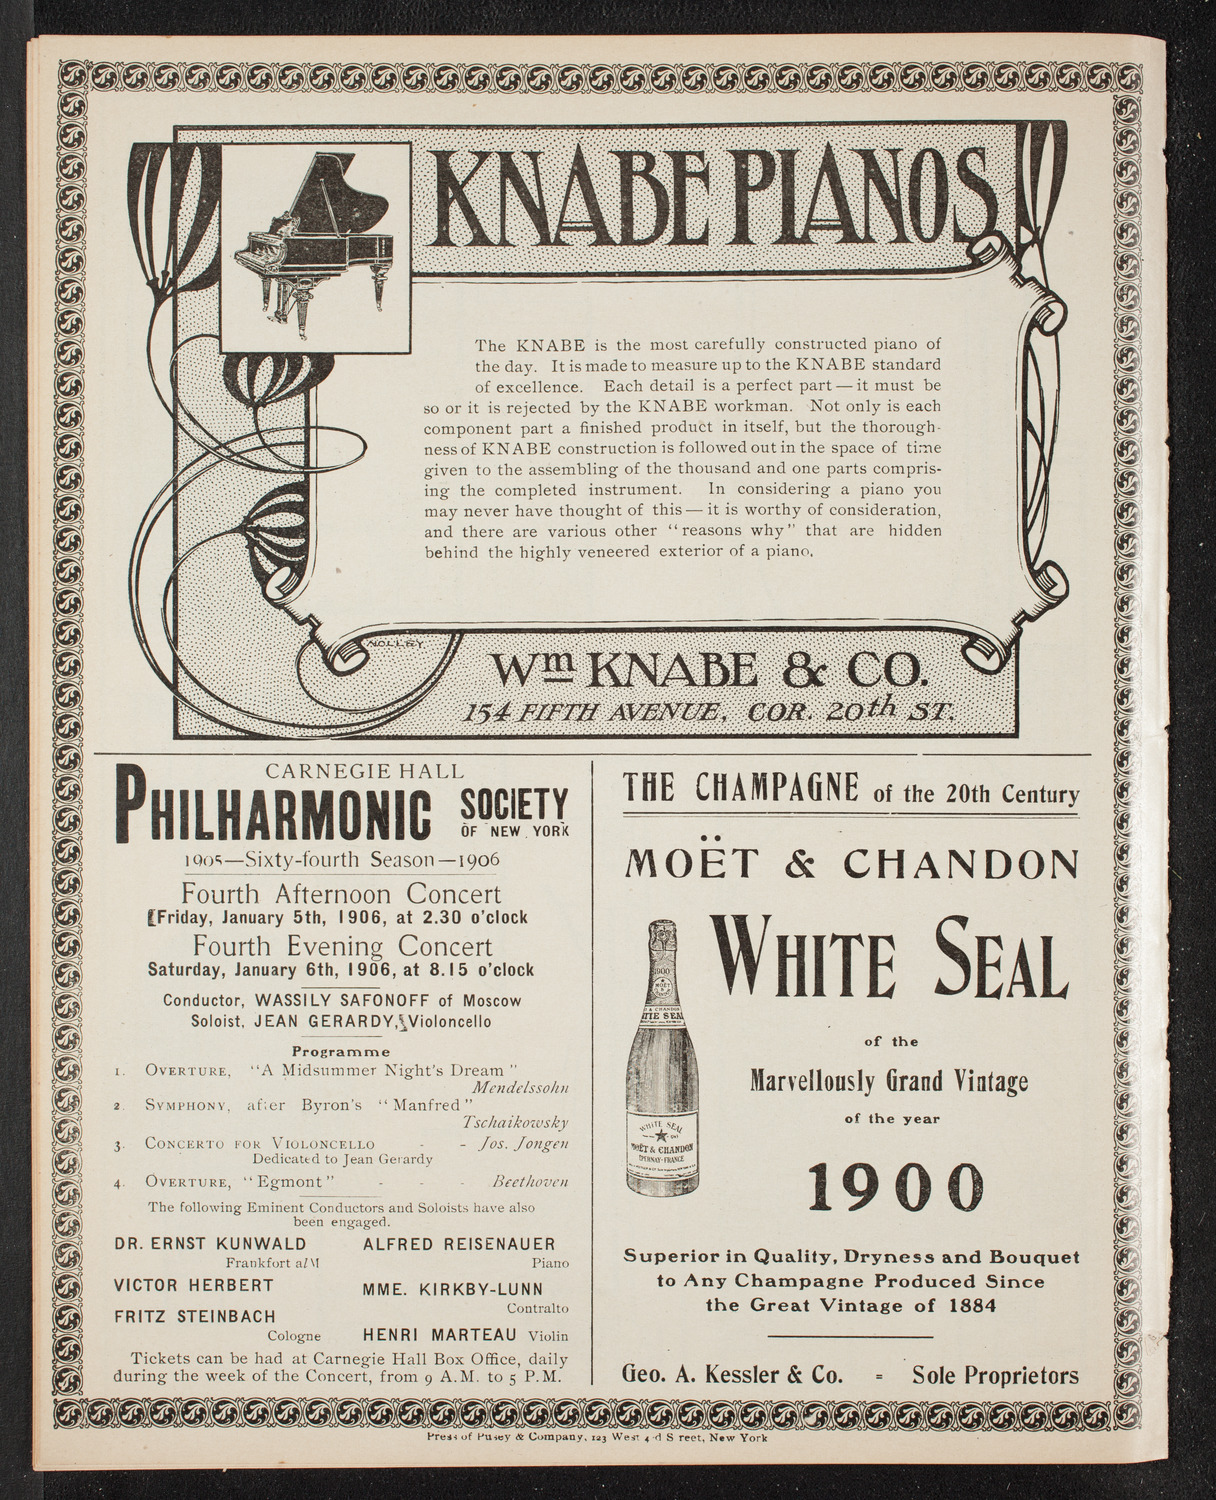 KNABE PIANOS
The KNABE is the most carefully constructed piano of
the day. It is made to measure up to the KNABE standard
of excellence. Each detail is a perfect part — it must be
so or it is rejected by the KNABE workman. Not only is each
component part a finished product in itself, but the thorough-
ness of KNABE construction is followed out in the space of time
given to the assembling of the thousand and one parts compris-
ing the completed instrument. In considering a piano you
may never have thought of this — it is worthy of consideration,
and there are various other "reasons why" that are hidden
behind the highly veneered exterior of a piano.
Wm KNABE & CO.
154 FIFTH AVENUE, COR. 20th ST.
CARNEGIE HALL
PHILHARMONIC SOCIETY
OF NEW YORK
1905—Sixty-fourth Season—1906
Fourth Afternoon Concert
Friday, January 5th, 1906, at 2.30 o'clock
Fourth Evening Concert
Saturday, January 6th, 1906, at 8.15 o'clock
Conductor, WASSILY SAFONOFF of Moscow
Soloist, JEAN GERARDY, Violoncello
Programme
1. OVERTURE, "A Midsummer Night's Dream"
Mendelssohn
2. SYMPHONY, after Byron's "Manfred"
Tschaikowsky
3. CONCERTO FOR VIOLONCELLO - - Jos. Jongen
Dedicated to Jean Gerardy
4. OVERTURE, "Egmont" - - - Beethoven
The following Eminent Conductors and Soloists have also
been engaged.
DR. ERNST KUNWALD
Frankfort a/M
VICTOR HERBERT
FRITZ STEINBACH
Cologne
ALFRED REISENAUER
Piano
MME. KIRKBY-LUNN
Contralto
HENRI MARTEAU Violin
Tickets can be had at Carnegie Hall Box Office, daily
during the week of the Concert, from 9 A.M. to 5 P.M.
THE CHAMPAGNE of the 20th Century
MOËT & CHANDON
WHITE SEAL
of the
Marvellously Grand Vintage
of the year
1900
WHITE SEAL
MOËT & CHANDON
EPERNAY-FRANCE
Superior in Quality, Dryness and Bouquet
to Any Champagne Produced Since
the Great Vintage of 1884
Geo. A. Kessler & Co. = Sole Proprietors
Press of Pusey & Company, 123 West Street, New York